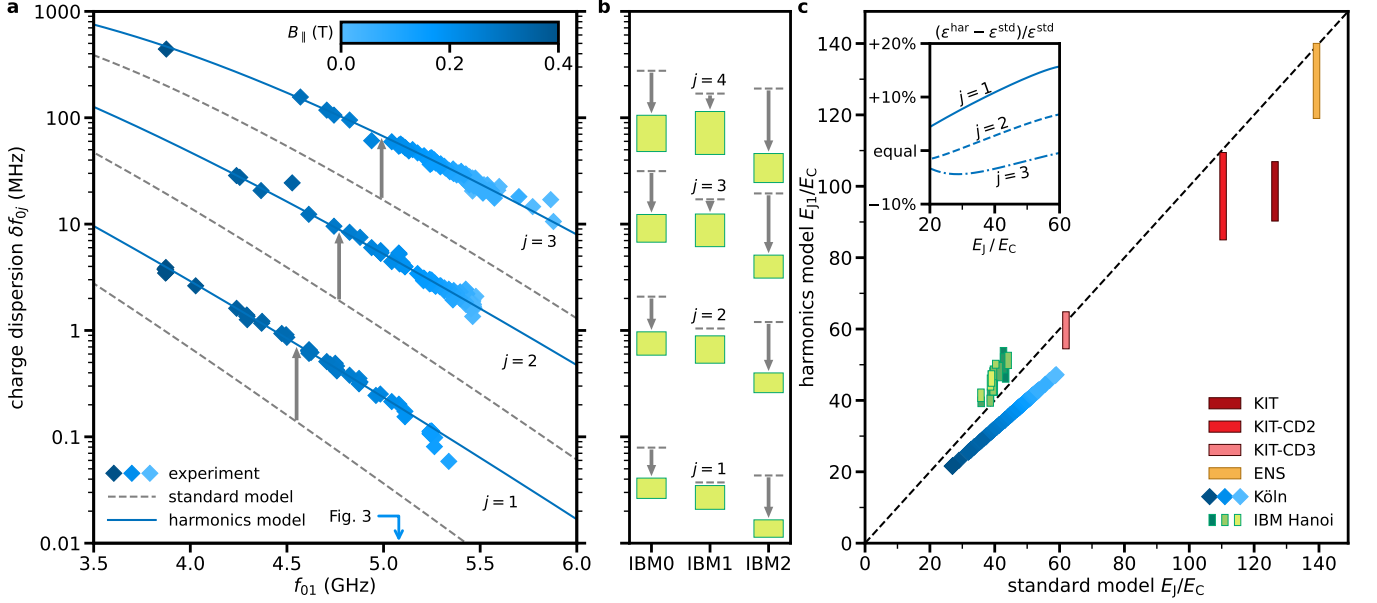 a
charge dispersion δf0j (MHz)
1000
100
10
1
0.1
0.01
B∥ (T)
0.0
0.2
0.4
j = 3
j = 2
j = 1
experiment
standard model
harmonics model
Fig. 3
3.5
4.0
4.5
5.0
5.5
6.0
f01 (GHz)
b
j = 4
j = 3
j = 2
j = 1
IBM0
IBM1
IBM2
c
harmonics model EJ1/EC
140
120
100
80
60
40
20
0
(εhar − εstd)/εstd
+20%
+10%
equal
−10%
j = 1
j = 2
j = 3
20
40
60
EJ / EC
KIT
KIT-CD2
KIT-CD3
ENS
Köln
IBM Hanoi
0
20
40
60
80
100
120
140
standard model EJ/EC